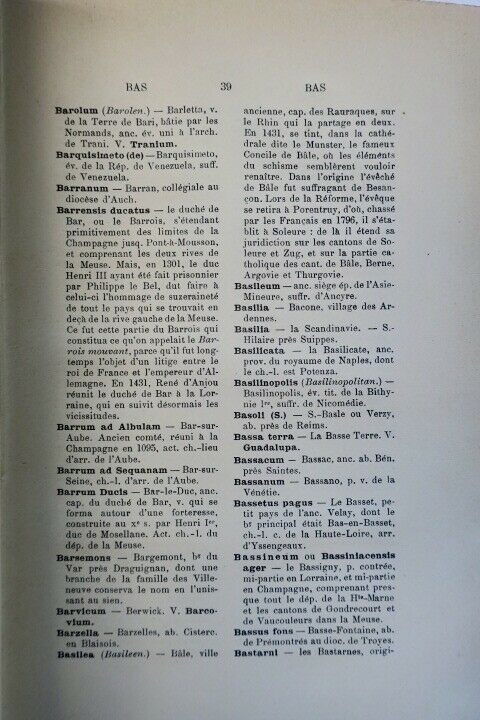 BAS 39 BAS
Barolum (Barolen.) — Barletta, v.
de la Terre de Bari, bâtie par les
Normands, anc. év. uni à l'arch.
de Trani. V. Tranium.
Barquisimeto (de) — Barquisimeto,
év. de la Rép. de Venezuela, suff.
de Venezuela.
Barranum — Barran, collégiale au
diocèse d'Auch.
Barrensis ducatus — le duché de
Bar, ou le Barrois, s'étendant
primitivement des limites de la
Champagne jusq. Pont-à-Mousson,
et comprenant les deux rives de
la Meuse. Mais, en 1301, le duc
Henri III ayant été fait prisonnier
par Philippe le Bel, dut faire à
celui-ci l'hommage de suzeraineté
de tout le pays qui se trouvait en
deçà de la rive gauche de la Meuse.
Ce fut cette partie du Barrois qui
constitua ce qu'on appelait le Bar-
rois mouvant, parce qu'il fut long-
temps l'objet d'un litige entre le
roi de France et l'empereur d'Al-
lemagne. En 1431, René d'Anjou
réunit le duché de Bar à la Lor-
raine, qui en suivit désormais les
vicissitudes.
Barrum ad Albulam — Bar-sur-
Aube. Ancien comté, réuni à la
Champagne en 1095, act. ch.-lieu
d'arr. de l'Aube.
Barrum ad Sequanam — Bar-sur-
Seine, ch.-l. d'arr. de l'Aube.
Barrum Ducis — Bar-le-Duc, anc.
cap. du duché de Bar, v. qui se
forma autour d'une forteresse,
construite au xe s. par Henri Ier,
duc de Mosellane. Act. ch.-l. du
dép. de la Meuse.
Barsemons — Bargemont, bg du
Var près Draguignan, dont une
branche de la famille des Ville-
neuve conserva le nom en l'unis-
sant au sien.
Barvicum — Berwick. V. Barco-
vium.
Barzella — Barzelles, ab. Cisterc.
en Blaisois.
Basilea (Basileen.) — Bâle, ville
ancienne, cap. des Rauraques, sur
le Rhin qui la partage en deux.
En 1431, se tint, dans la cathé-
drale dite le Munster, le fameux
Concile de Bâle, où les éléments
du schisme semblèrent vouloir
renaître. Dans l'origine l'évêché
de Bâle fut suffragant de Besan-
çon. Lors de la Réforme, l'évêque
se retira à Porentruy, d'où, chassé
par les Français en 1796, il s'éta-
blit à Soleure : de là il étend sa
juridiction sur les cantons de So-
leure et Zug, et sur la partie ca-
tholique des cant. de Bâle, Berne,
Argovie et Thurgovie.
Basileum — anc. siège ép. de l'Asie-
Mineure, suffr. d'Ancyre.
Basilia — Bacone, village des Ar-
dennes.
Basilia — la Scandinavie. — S.-
Hilaire près Suippes.
Basilicata — la Basilicate, anc.
prov. du royaume de Naples, dont
le ch.-l. est Potenza.
Basilinopolis (Basilinopolitan.) —
Basilinopolis, év. tit. de la Bithy-
nie Ire, suffr. de Nicomédie.
Basoli (S.) — S.-Basle ou Verzy,
ab. près de Reims.
Bassa terra — La Basse Terre. V.
Guadalupa.
Bassacum — Bassac, anc. ab. Bén.
près Saintes.
Bassanum — Bassano, p. v. de la
Vénétie.
Bassetus pagus — Le Basset, pe-
tit pays de l'anc. Velay, dont le
bg principal était Bas-en-Basset,
ch.-l. c. de la Haute-Loire, arr.
d'Yssengeaux.
Bassineum ou Bassiniacensis
ager — le Bassigny, p. contrée,
mi-partie en Lorraine, et mi-partie
en Champagne, comprenant pres-
que tout le dép. de la Hte-Marne
et les cantons de Gondrecourt et
de Vaucouleurs dans la Meuse.
Bassus fons — Basse-Fontaine, ab.
de Prémontrés au dioc. de Troyes.
Bastarni — les Bastarnes, origi-